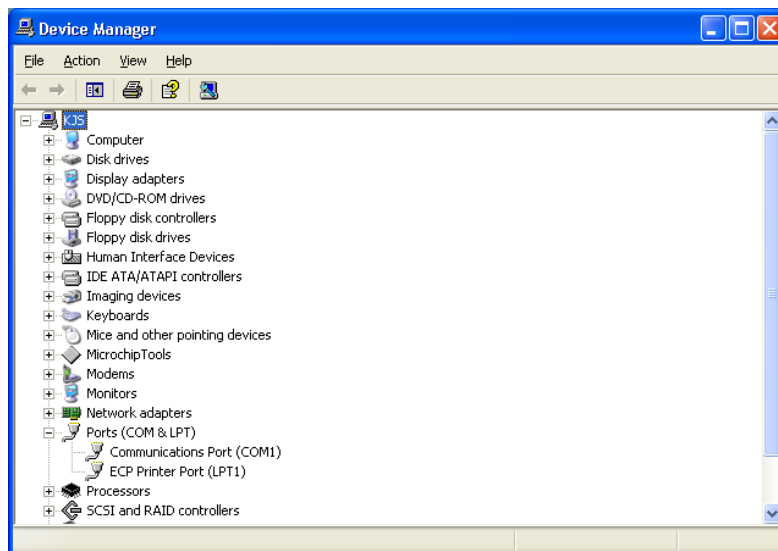 Device Manager
File Action View Help
KJS
Computer
Disk drives
Display adapters
DVD/CD-ROM drives
Floppy disk controllers
Floppy disk drives
Human Interface Devices
IDE ATA/ATAPI controllers
Imaging devices
Keyboards
Mice and other pointing devices
MicrochipTools
Modems
Monitors
Network adapters
Ports (COM & LPT)
Communications Port (COM1)
ECP Printer Port (LPT1)
Processors
SCSI and RAID controllers